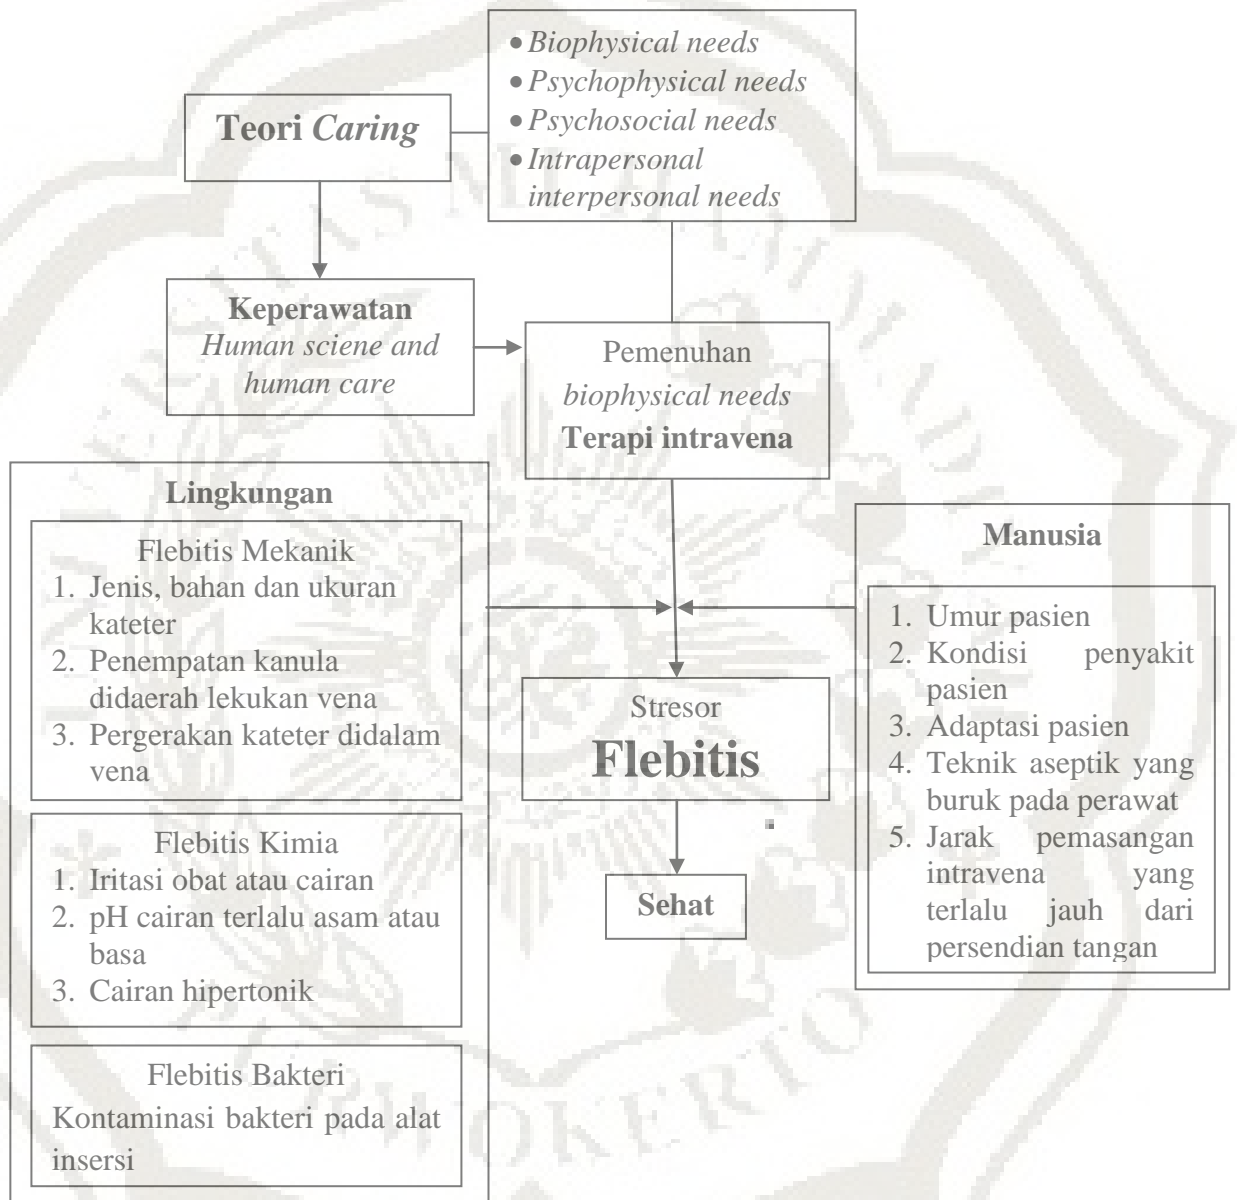 • Biophysical needs
• Psychophysical needs
• Psychosocial needs
• Intrapersonal
interpersonal needs
Teori Caring
Keperawatan
Human sciene and
human care
Pemenuhan
biophysical needs
Terapi intravena
Lingkungan
Flebitis Mekanik
1. Jenis, bahan dan ukuran
kateter
2. Penempatan kanula
didaerah lekukan vena
3. Pergerakan kateter didalam
vena
Flebitis Kimia
1. Iritasi obat atau cairan
2. pH cairan terlalu asam atau
basa
3. Cairan hipertonik
Flebitis Bakteri
Kontaminasi bakteri pada alat
insersi
Stresor
Flebitis
Sehat
Manusia
1. Umur pasien
2. Kondisi penyakit
pasien
3. Adaptasi pasien
4. Teknik aseptik yang
buruk pada perawat
5. Jarak pemasangan
intravena yang
terlalu jauh dari
persendian tangan